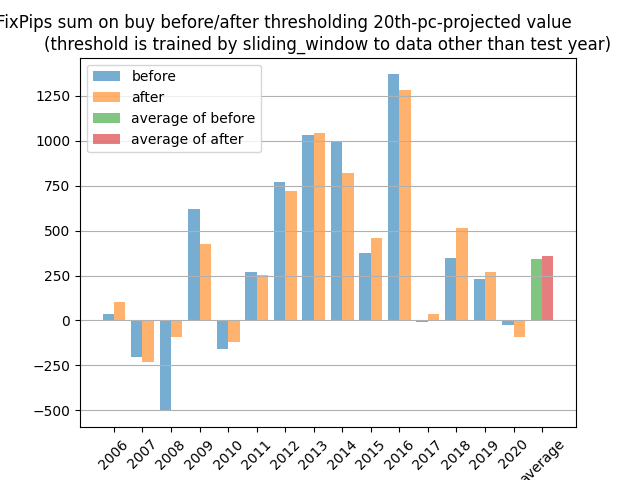 FixPips sum on buy before/after thresholding 20th-pc-projected value
(threshold is trained by sliding_window to data other than test year)
before
after
average of before
average of after
1250
1000
750
500
250
0
−250
−500
2006 2007 2008 2009 2010 2011 2012 2013 2014 2015 2016 2017 2018 2019 2020 average